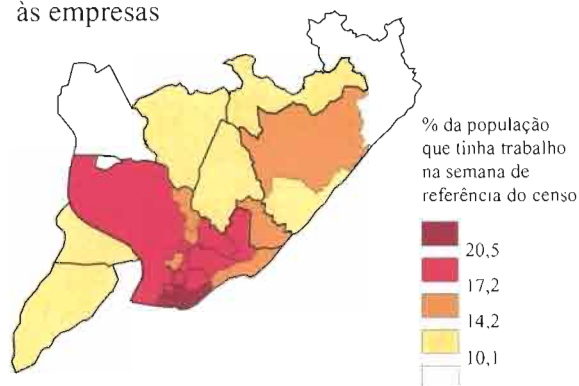 às empresas
% da população
que tinha trabalho
na semana de
referência do censo
20,5
17,2
14,2
10,1